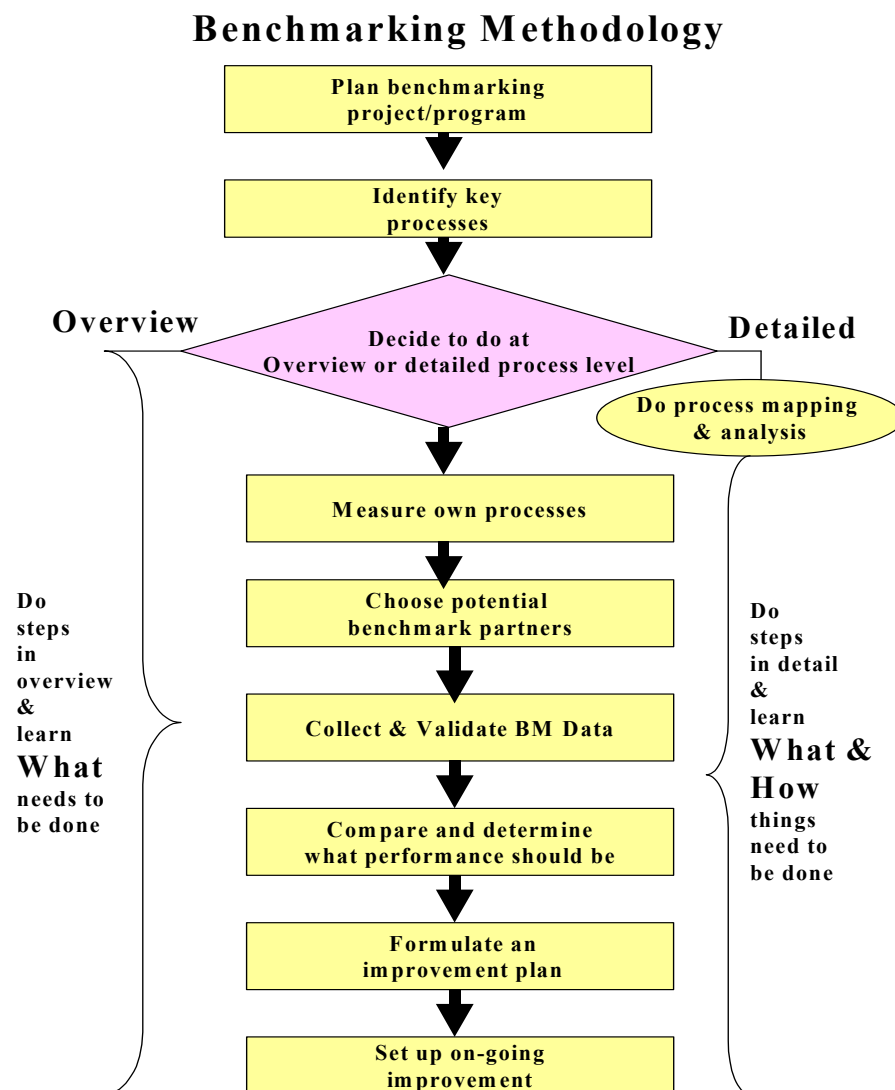 Benchmarking Methodology
Plan benchmarking
project/program
Identify key
processes
Overview
Decide to do at
Overview or detailed process level
Detailed
Do process mapping
& analysis
Measure own processes
Choose potential
benchmark partners
Collect & Validate BM Data
Compare and determine
what performance should be
Formulate an
improvement plan
Set up on-going
improvement
Do
steps
in
overview
&
learn
What
needs to
be done
Do
steps
in detail
&
learn
What &
How
things
need to
be done